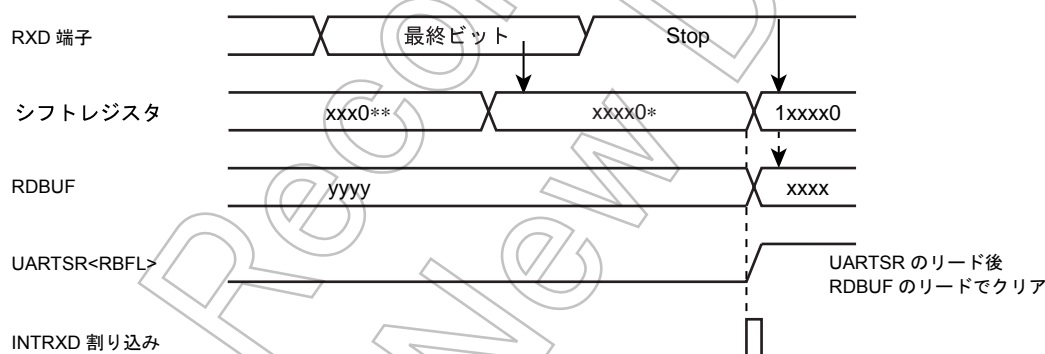 RXD 端子
最終ビット
Stop
シフトレジスタ
xxx0**
xxxx0*
1xxxx0
RDBUF
yyyy
xxxx
UARTSR<RBFL>
UARTSR のリード後
RDBUF のリードでクリア
INTRXD 割り込み